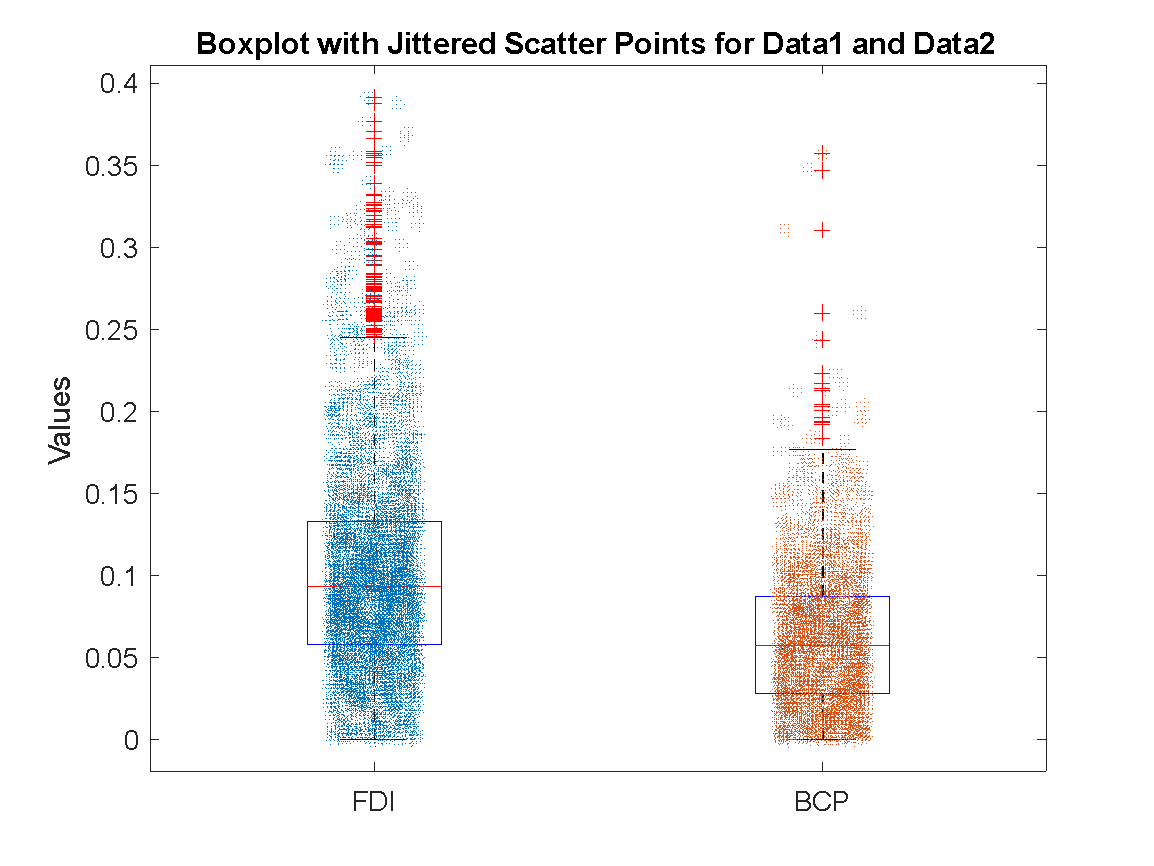 Boxplot with Jittered Scatter Points for Data1 and Data2
0.4
0.35
0.3
0.25
0.2
0.15
0.1
0.05
0
Values
FDI
BCP